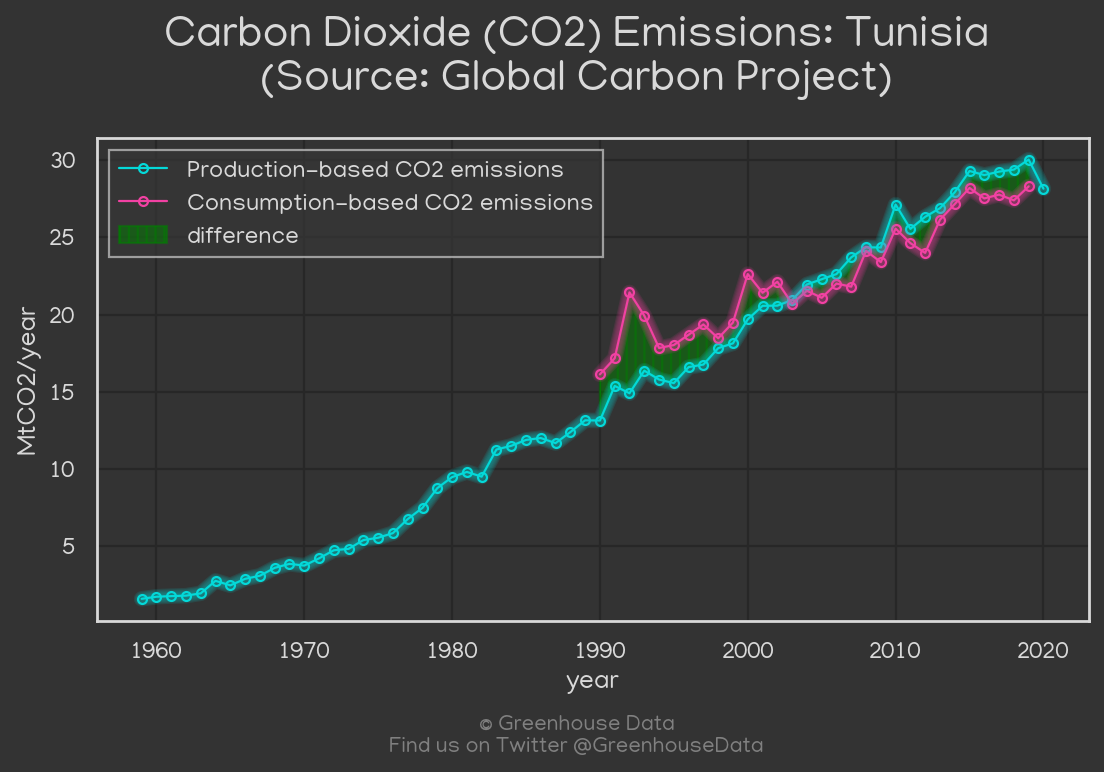 Carbon Dioxide (CO2) Emissions: Tunisia
(Source: Global Carbon Project)
Production-based CO2 emissions
Consumption-based CO2 emissions
difference
30
25
20
15
10
5
MtCO2/year
1960 1970 1980 1990 2000 2010 2020
year
© Greenhouse Data
Find us on Twitter @GreenhouseData